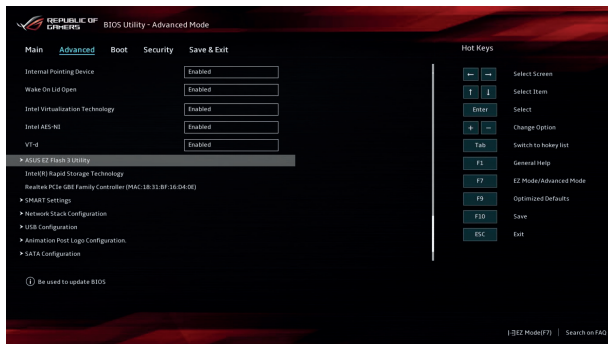 REPUBLIC OF
GAMERS
BIOS Utility - Advanced Mode
Main Advanced Boot Security Save & Exit
Hot Keys
Internal Pointing Device Enabled
Wake On Lid Open Enabled
Intel Virtualization Technology Enabled
Intel AES-NI Enabled
VT-d Enabled
ASUS EZ Flash 3 Utility
Intel(R) Rapid Storage Technology
Realtek PCIe GBE Family Controller (MAC:18:31:BF:16:D4:0E)
SMART Settings
Network Stack Configuration
USB Configuration
Animation Post Logo Configuration.
SATA Configuration
Be used to update BIOS
← → Select Screen
↑ ↓ Select Item
Enter Select
+ − Change Option
Tab Switch to hokey list
F1 General Help
F7 EZ Mode/Advanced Mode
F9 Optimized Defaults
F10 Save
ESC Exit
EZ Mode(F7) | Search on FAQ